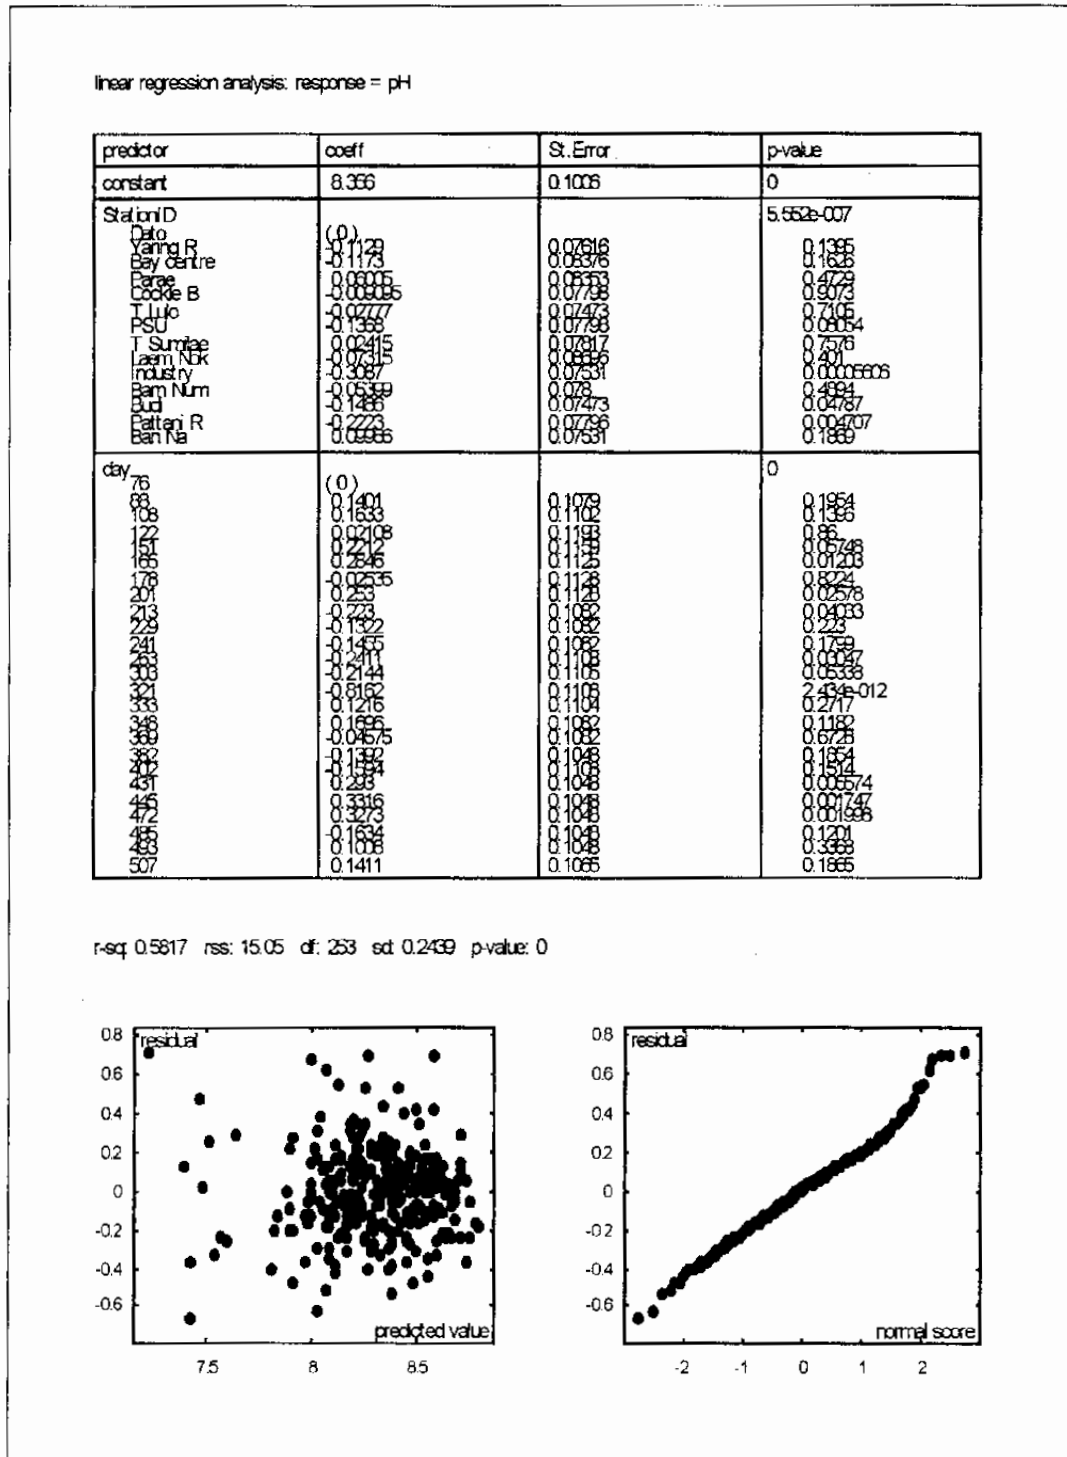 linear regression analysis: response = pH
predictor coeff St.Error p-value
constant 8.356 0.1006 0
StationID 5.552e-007
Dato (0)
Yaring R -0.1129 0.07616 0.1395
Bay centre -0.1173 0.08376 0.1626
Parae 0.06005 0.08353 0.4729
Cockle B -0.009095 0.07798 0.9073
T Lulo -0.02777 0.07473 0.7105
PSU -0.1368 0.07798 0.08054
T Sumilae 0.02415 0.07817 0.7576
Laem Nok -0.07315 0.08696 0.401
Industry -0.3087 0.07531 0.00005606
Bam Num -0.05399 0.078 0.4894
Budi -0.1486 0.07473 0.04787
Pattani R -0.2223 0.07796 0.004707
Ban Na 0.09986 0.07531 0.1869
day 0
76 (0)
88 0.1401 0.1079 0.1954
108 0.1633 0.1102 0.1396
122 0.02108 0.1193 0.86
151 0.2212 0.1159 0.05748
165 0.2846 0.1125 0.01203
178 -0.02535 0.1128 0.8224
201 0.253 0.1128 0.02578
213 -0.223 0.1082 0.04033
229 -0.1322 0.1082 0.223
241 -0.1455 0.1082 0.1799
263 -0.2411 0.1108 0.03047
303 -0.2144 0.1105 0.05338
321 -0.8162 0.1108 2.434e-012
333 0.1216 0.1104 0.2717
348 0.1696 0.1082 0.1182
369 -0.04575 0.1082 0.6728
382 -0.1392 0.1048 0.1854
402 -0.1594 0.1108 0.1514
431 0.293 0.1048 0.005574
445 0.3316 0.1048 0.001747
472 0.3273 0.1048 0.001998
485 -0.1634 0.1048 0.1201
493 0.1008 0.1048 0.3368
507 0.1411 0.1065 0.1865
r-sq: 0.5817 rss: 15.05 df: 253 sd: 0.2439 p-value: 0
0.8 residual
0.6
0.4
0.2
0
-0.2
-0.4
-0.6
predicted value
7.5 8 8.5
0.8 residual
0.6
0.4
0.2
0
-0.2
-0.4
-0.6
normal score
-2 -1 0 1 2